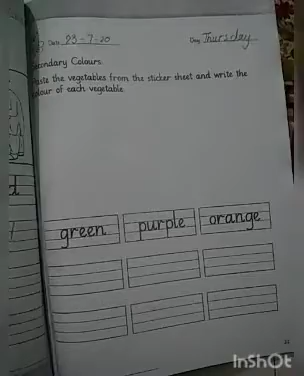 Date 23-7-20 Day Thursday
Secondary Colours.
Paste the vegetables from the sticker sheet and write the
colour of each vegetable.
green purple orange
InShOt